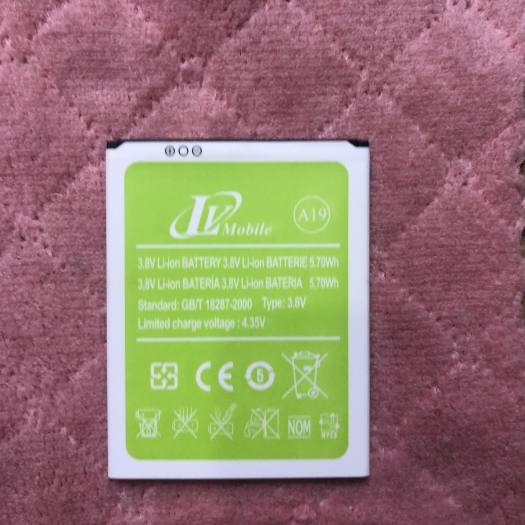 LV Mobile
A19
3.8V Li-ion BATTERY 3.8V Li-ion BATTERIE 5.70Wh
3.8V Li-ion BATERÍA 3.8V Li-ion BATERIA 5.70Wh
Standard: GB/T 18287-2000 Type: 3.8V
Limited charge voltage : 4.35V
CE 5
NOM